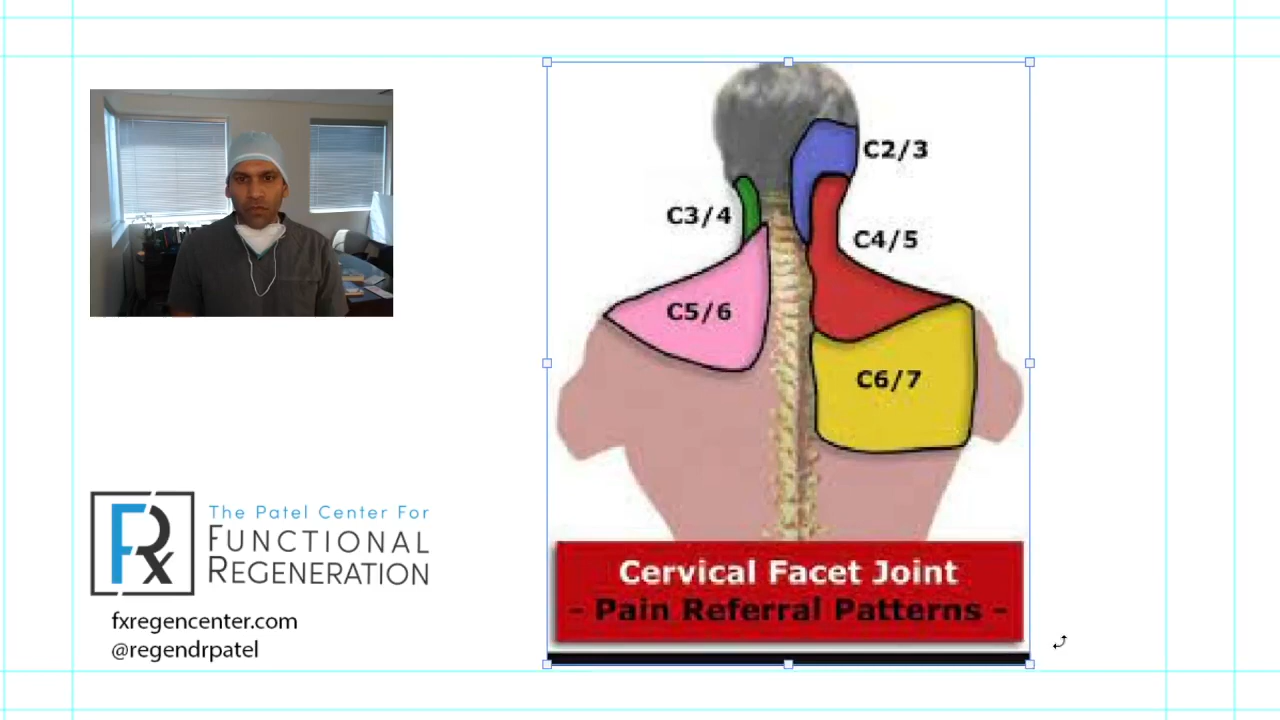 C2/3
C3/4
C4/5
C5/6
C6/7
Cervical Facet Joint
- Pain Referral Patterns -
FRx
The Patel Center For
FUNCTIONAL
REGENERATION
fxregencenter.com
@regendrpatel